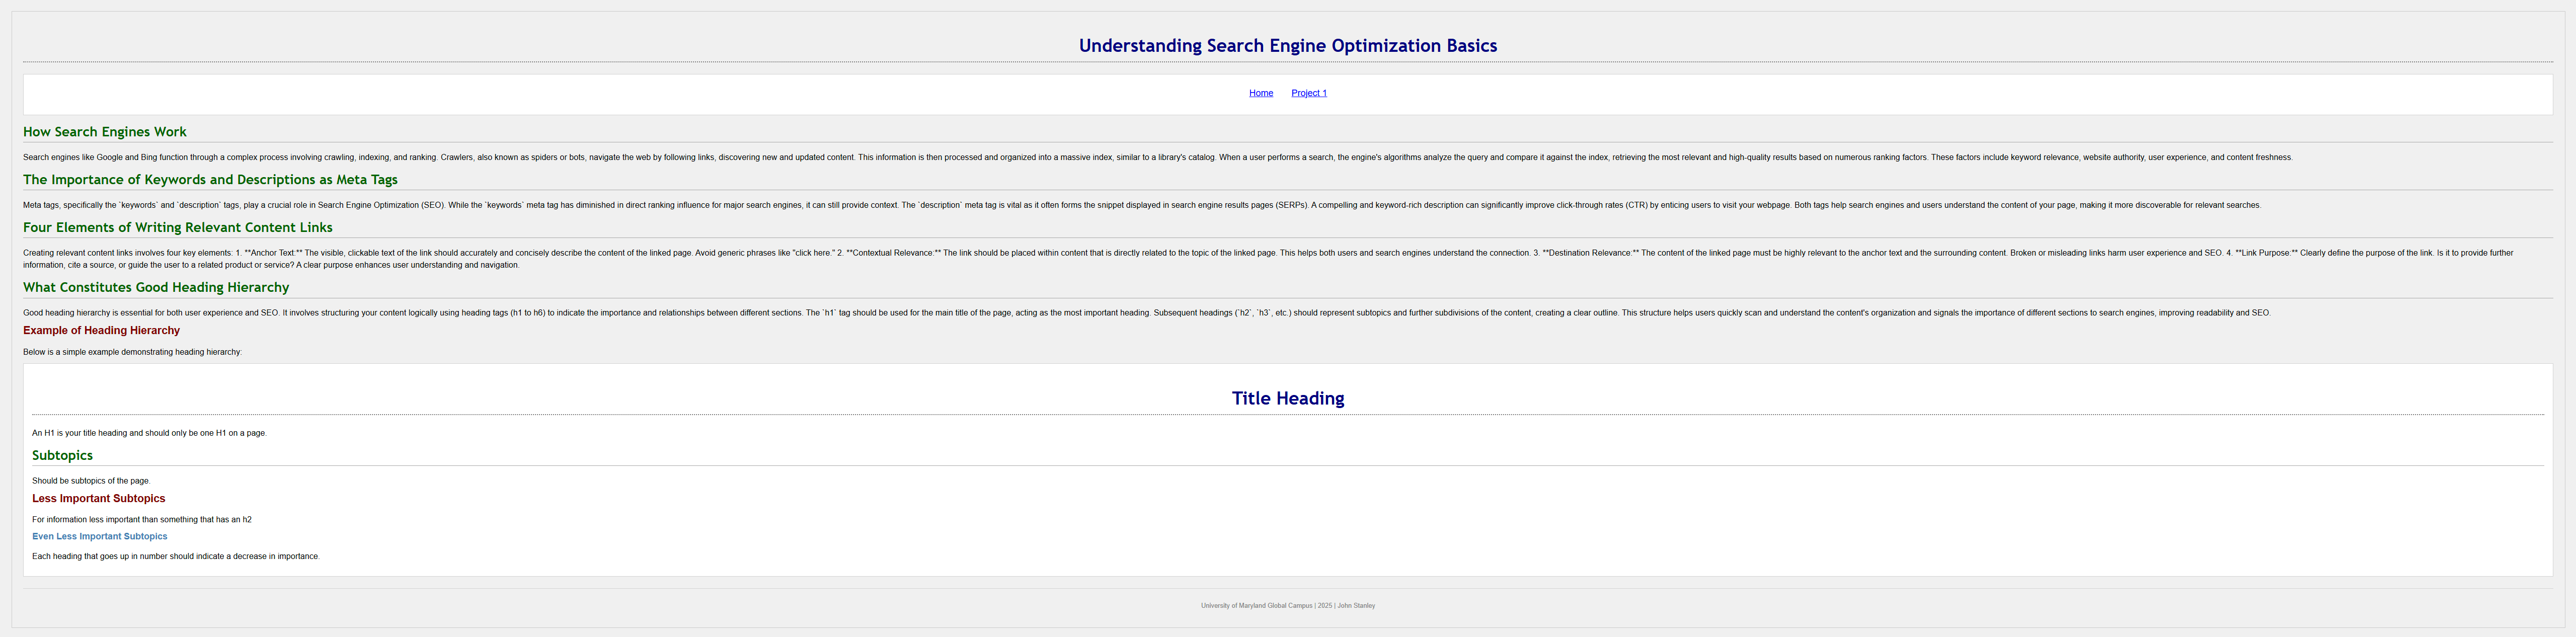 Understanding Search Engine Optimization Basics
Home Project 1
How Search Engines Work
Search engines like Google and Bing function through a complex process involving crawling, indexing, and ranking. Crawlers, also known as spiders or bots, navigate the web by following links, discovering new and updated content. This information is then processed and organized into a massive index, similar to a library's catalog. When a user performs a search, the engine's algorithms analyze the query and compare it against the index, retrieving the most relevant and high-quality results based on numerous ranking factors. These factors include keyword relevance, website authority, user experience, and content freshness.
The Importance of Keywords and Descriptions as Meta Tags
Meta tags, specifically the `keywords` and `description` tags, play a crucial role in Search Engine Optimization (SEO). While the `keywords` meta tag has diminished in direct ranking influence for major search engines, it can still provide context. The `description` meta tag is vital as it often forms the snippet displayed in search engine results pages (SERPs). A compelling and keyword-rich description can significantly improve click-through rates (CTR) by enticing users to visit your webpage. Both tags help search engines and users understand the content of your page, making it more discoverable for relevant searches.
Four Elements of Writing Relevant Content Links
Creating relevant content links involves four key elements: 1. **Anchor Text:** The visible, clickable text of the link should accurately and concisely describe the content of the linked page. Avoid generic phrases like "click here." 2. **Contextual Relevance:** The link should be placed within content that is directly related to the topic of the linked page. This helps both users and search engines understand the connection. 3. **Destination Relevance:** The content of the linked page must be highly relevant to the anchor text and the surrounding content. Broken or misleading links harm user experience and SEO. 4. **Link Purpose:** Clearly define the purpose of the link. Is it to provide further
information, cite a source, or guide the user to a related product or service? A clear purpose enhances user understanding and navigation.
What Constitutes Good Heading Hierarchy
Good heading hierarchy is essential for both user experience and SEO. It involves structuring your content logically using heading tags (h1 to h6) to indicate the importance and relationships between different sections. The `h1` tag should be used for the main title of the page, acting as the most important heading. Subsequent headings (`h2`, `h3`, etc.) should represent subtopics and further subdivisions of the content, creating a clear outline. This structure helps users quickly scan and understand the content's organization and signals the importance of different sections to search engines, improving readability and SEO.
Example of Heading Hierarchy
Below is a simple example demonstrating heading hierarchy:
Title Heading
An H1 is your title heading and should only be one H1 on a page.
Subtopics
Should be subtopics of the page.
Less Important Subtopics
For information less important than something that has an h2
Even Less Important Subtopics
Each heading that goes up in number should indicate a decrease in importance.
University of Maryland Global Campus | 2025 | John Stanley